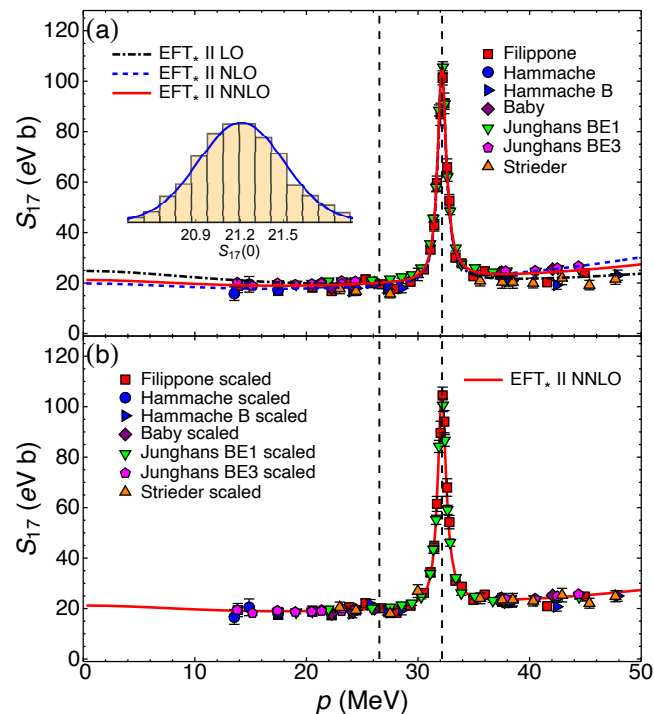 (a)
EFT⋆ II LO
EFT⋆ II NLO
EFT⋆ II NNLO
Filippone
Hammache
Hammache B
Baby
Junghans BE1
Junghans BE3
Strieder
120
100
80
60
40
20
0
S₁₇ (eV b)
20.9 21.2 21.5
S₁₇(0)
(b)
Filippone scaled
Hammache scaled
Hammache B scaled
Baby scaled
Junghans BE1 scaled
Junghans BE3 scaled
Strieder scaled
EFT⋆ II NNLO
120
100
80
60
40
20
0
S₁₇ (eV b)
0 10 20 30 40 50
p (MeV)